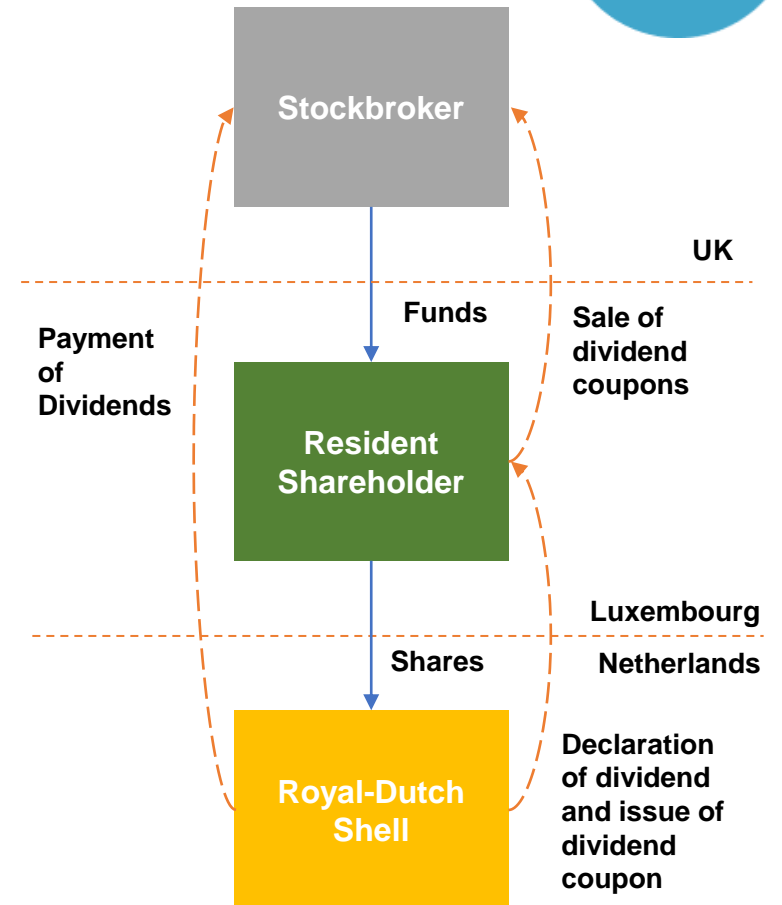 Stockbroker
UK
Funds
Sale of
dividend
coupons
Payment
of
Dividends
Resident
Shareholder
Luxembourg
Shares
Netherlands
Royal-Dutch
Shell
Declaration
of dividend
and issue of
dividend
coupon